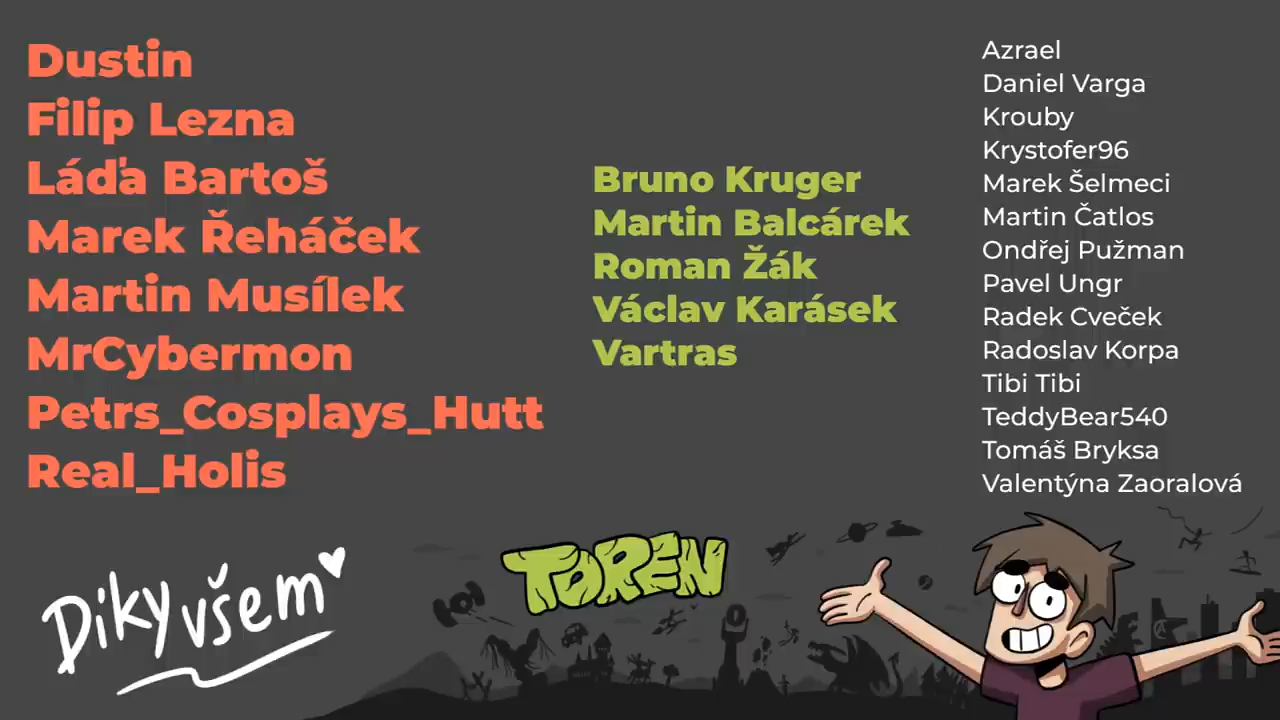 Dustin
Filip Lezna
Láďa Bartoš
Marek Řeháček
Martin Musílek
MrCybermon
Petrs_Cosplays_Hutt
Real_Holis
Bruno Kruger
Martin Balcárek
Roman Žák
Václav Karásek
Vartras
Azrael
Daniel Varga
Krouby
Krystofer96
Marek Šelmeci
Martin Čatlos
Ondřej Pužman
Pavel Ungr
Radek Cveček
Radoslav Korpa
Tibi Tibi
TeddyBear540
Tomáš Bryksa
Valentýna Zaoralová
Diky všem
TOREN